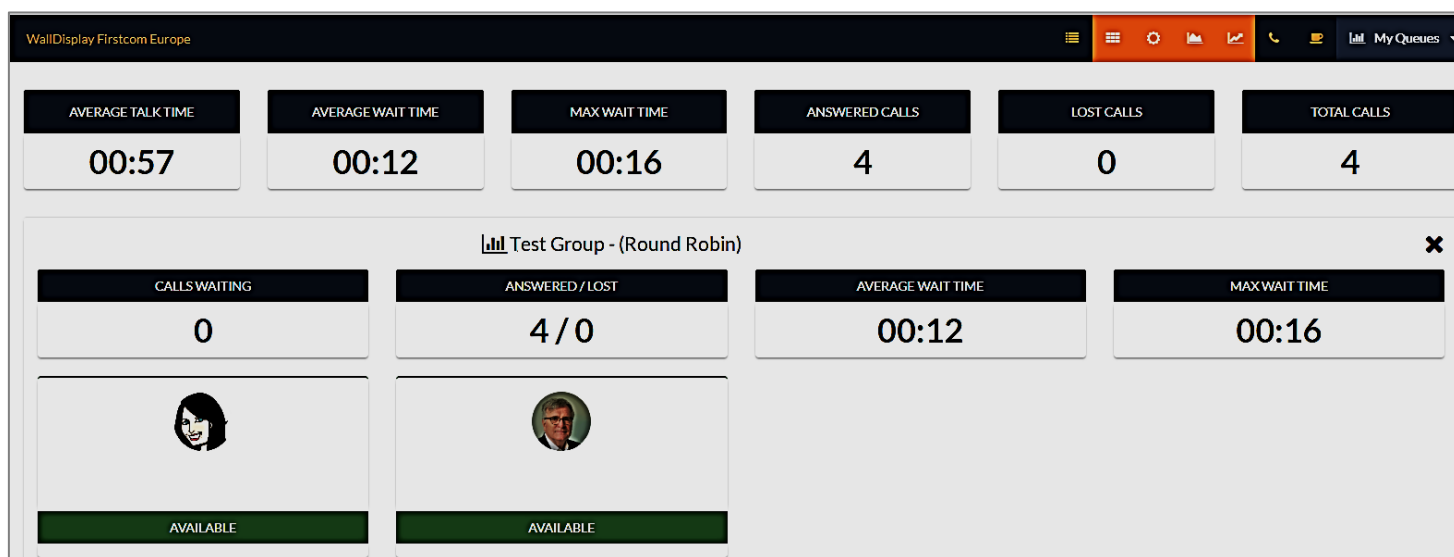 WallDisplay Firstcom Europe My Queues
AVERAGE TALK TIME AVERAGE WAIT TIME MAX WAIT TIME ANSWERED CALLS LOST CALLS TOTAL CALLS
00:57 00:12 00:16 4 0 4
Test Group - (Round Robin)
CALLS WAITING ANSWERED / LOST AVERAGE WAIT TIME MAX WAIT TIME
0 4 / 0 00:12 00:16
AVAILABLE AVAILABLE